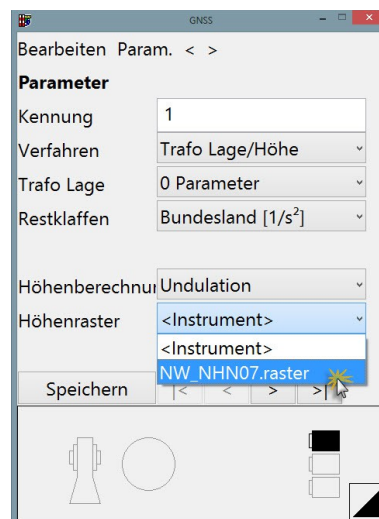 GNSS
Bearbeiten Param. < >
Parameter
Kennung 1
Verfahren Trafo Lage/Höhe
Trafo Lage 0 Parameter
Restklaffen Bundesland [1/s²]
Höhenberechnur Undulation
Höhenraster <Instrument>
<Instrument>
NW_NHN07.raster
Speichern |< < > >|